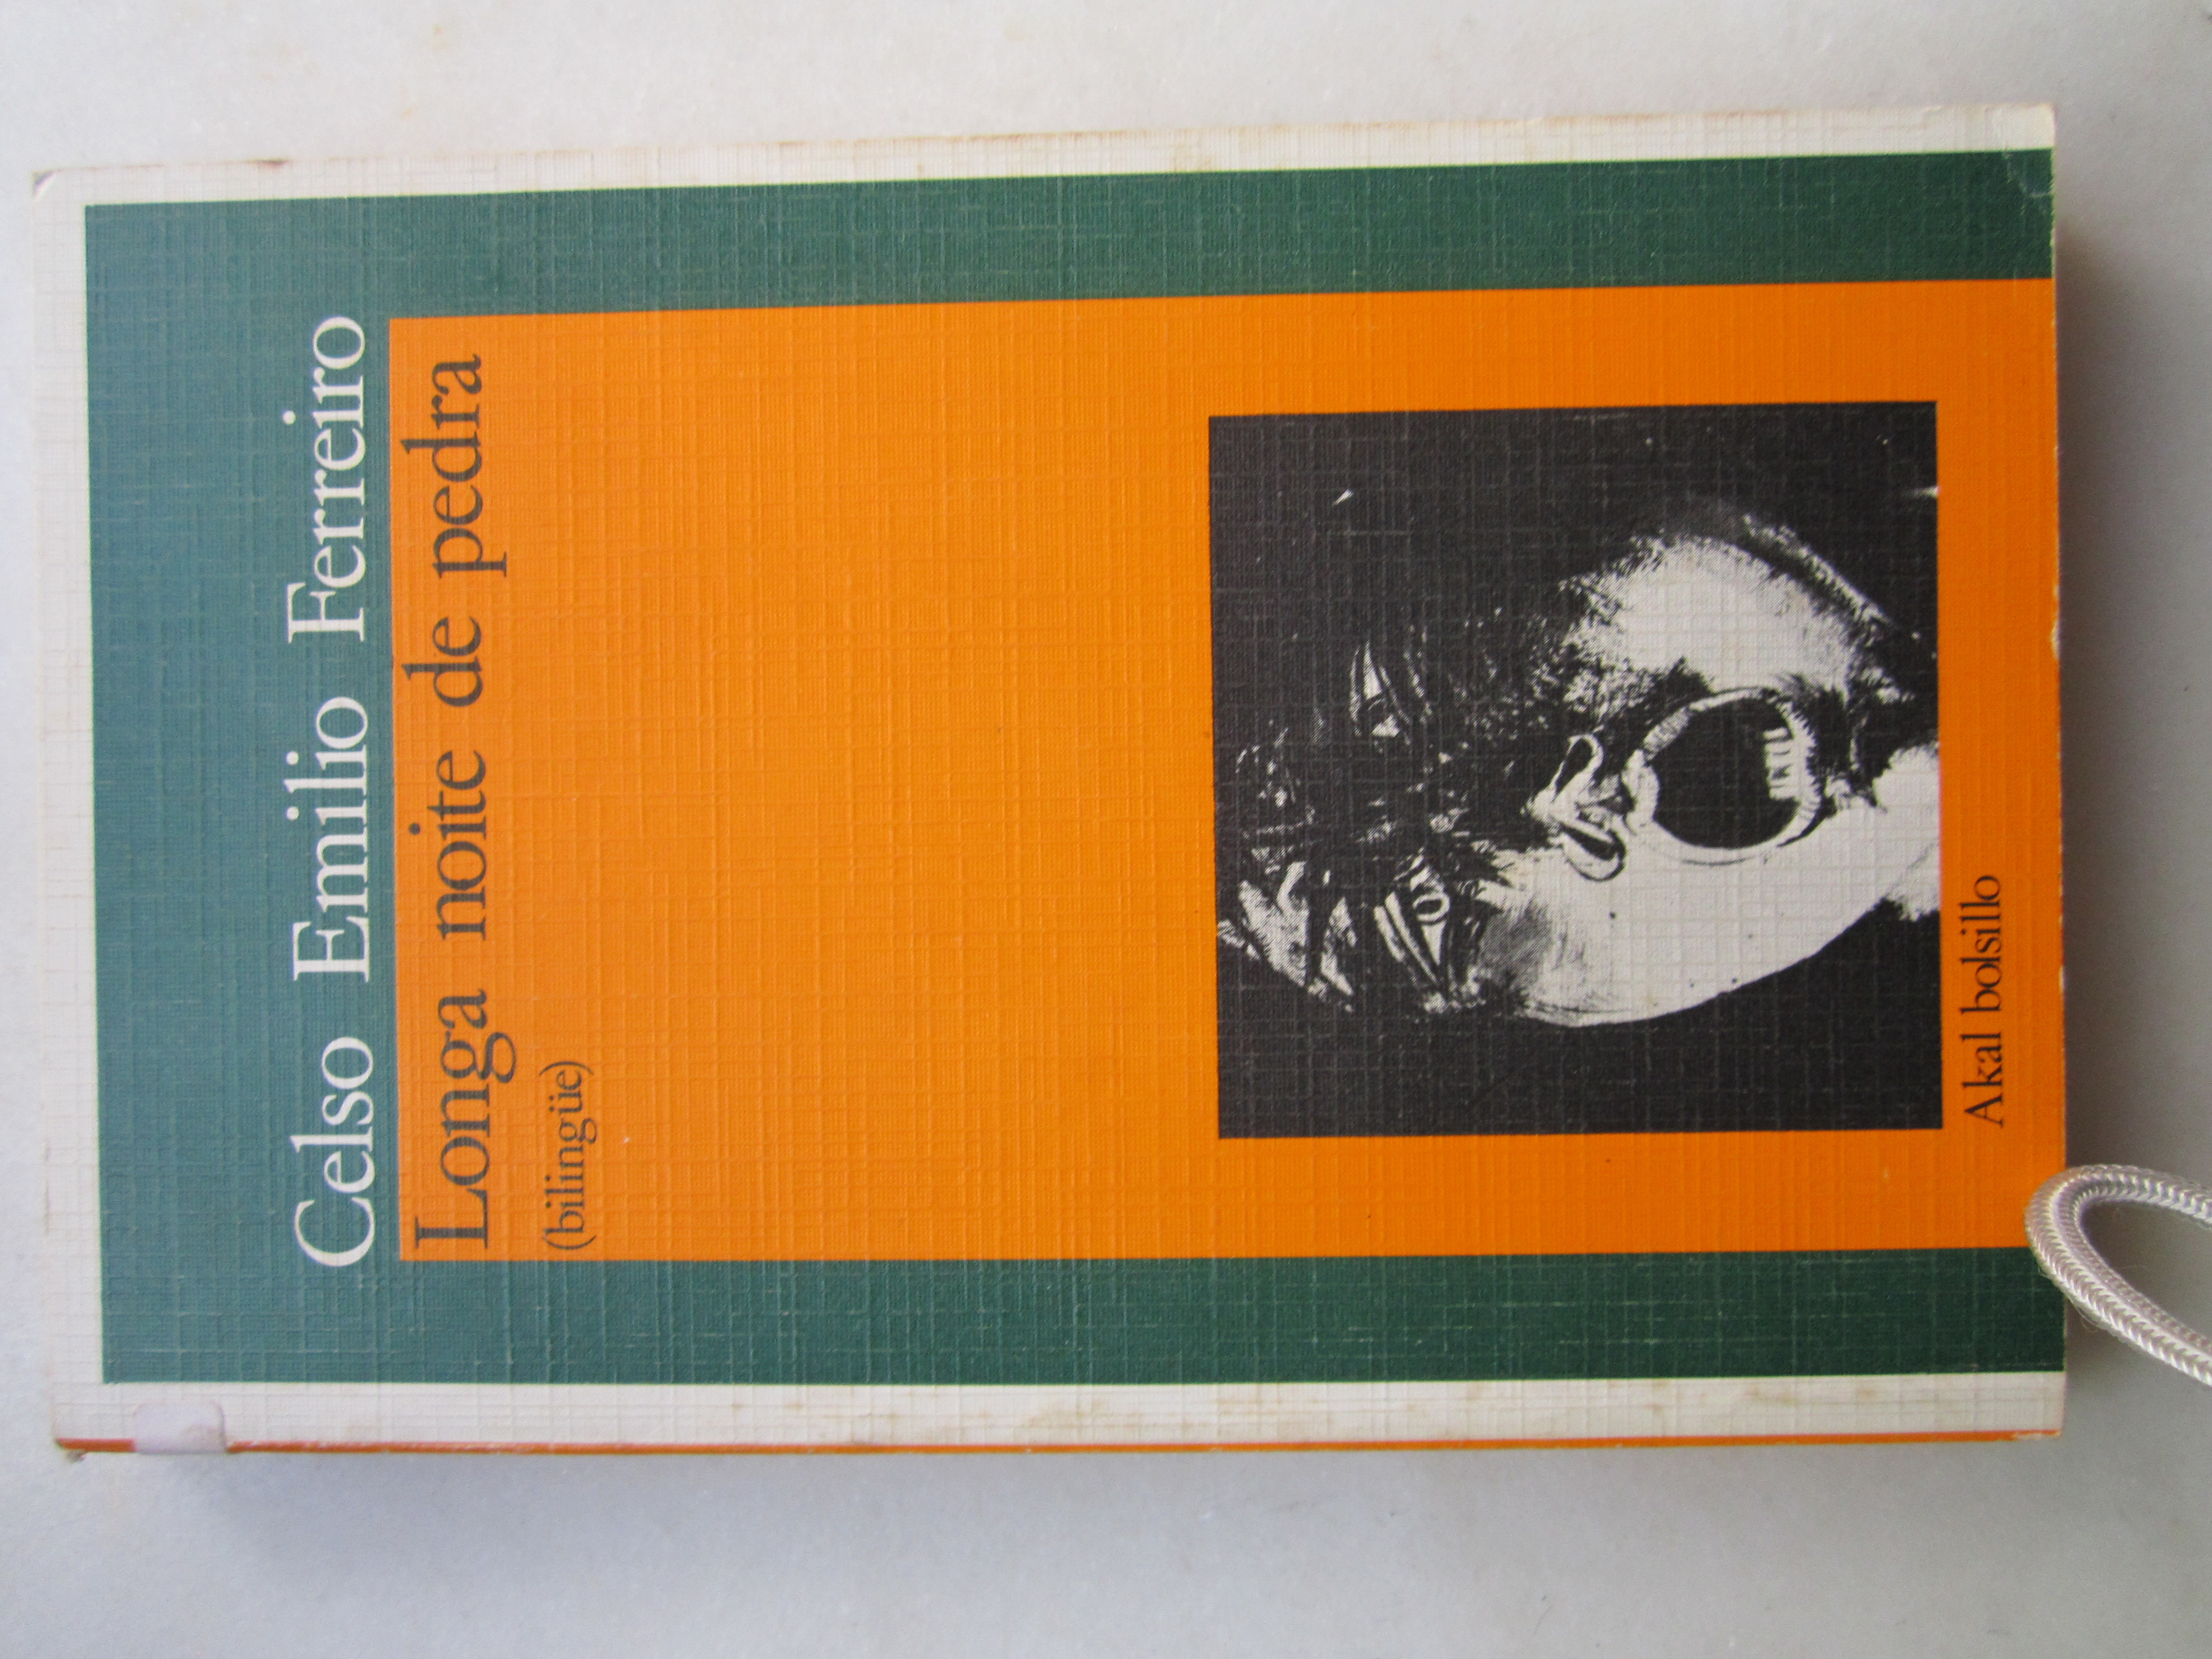 Celso Emilio Ferreiro
Longa noite de pedra
(bilingüe)
Akal bolsillo